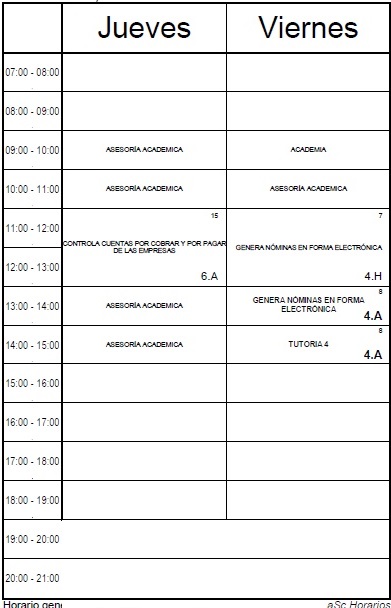 Jueves Viernes
07:00 - 08:00
08:00 - 09:00
09:00 - 10:00 ASESORÍA ACADEMICA ACADEMIA
10:00 - 11:00 ASESORÍA ACADEMICA ASESORÍA ACADEMICA
11:00 - 12:00
15
CONTROLA CUENTAS POR COBRAR Y POR PAGAR
DE LAS EMPRESAS
6.A
7
GENERA NÓMINAS EN FORMA ELECTRÓNICA
4.H
12:00 - 13:00
13:00 - 14:00 ASESORÍA ACADEMICA
8
GENERA NÓMINAS EN FORMA
ELECTRÓNICA
4.A
14:00 - 15:00 ASESORÍA ACADEMICA
8
TUTORIA 4
4.A
15:00 - 16:00
16:00 - 17:00
17:00 - 18:00
18:00 - 19:00
19:00 - 20:00
20:00 - 21:00
Horario gen aSc Horarios